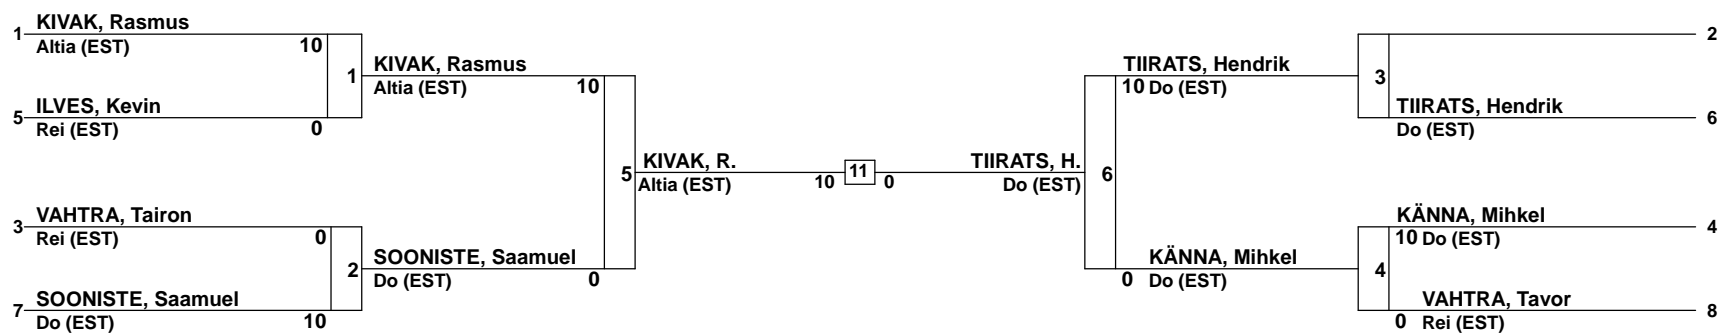 1
KIVAK, Rasmus
Altia (EST)
10
5
ILVES, Kevin
Rei (EST)
0
1
KIVAK, Rasmus
Altia (EST)
10
3
VAHTRA, Tairon
Rei (EST)
0
7
SOONISTE, Saamuel
Do (EST)
10
2
SOONISTE, Saamuel
Do (EST)
0
5
KIVAK, R.
Altia (EST)
10
11
0
TIIRATS, H.
Do (EST)
6
TIIRATS, Hendrik
10 Do (EST)
KÄNNA, Mihkel
0 Do (EST)
3
2
TIIRATS, Hendrik
Do (EST)
6
4
KÄNNA, Mihkel
10 Do (EST)
4
VAHTRA, Tavor
0 Rei (EST)
8